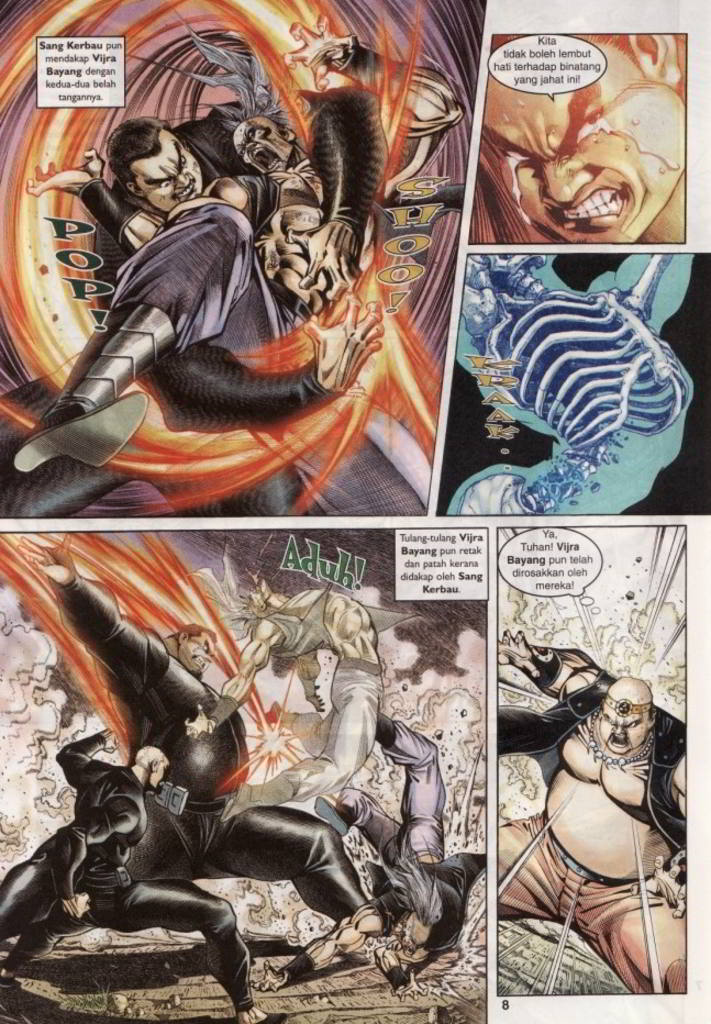 Sang Kerbau pun
mendakap Vijra
Bayang dengan
kedua-dua belah
tangannya.
POP!
SHOO!
Kita
tidak boleh lembut
hati terhadap binatang
yang jahat ini!
KRAAK...
Aduh!
Tulang-tulang Vijra
Bayang pun retak
dan patah kerana
didakap oleh Sang
Kerbau.
Ya,
Tuhan! Vijra
Bayang pun telah
dirosakkan oleh
mereka!
8